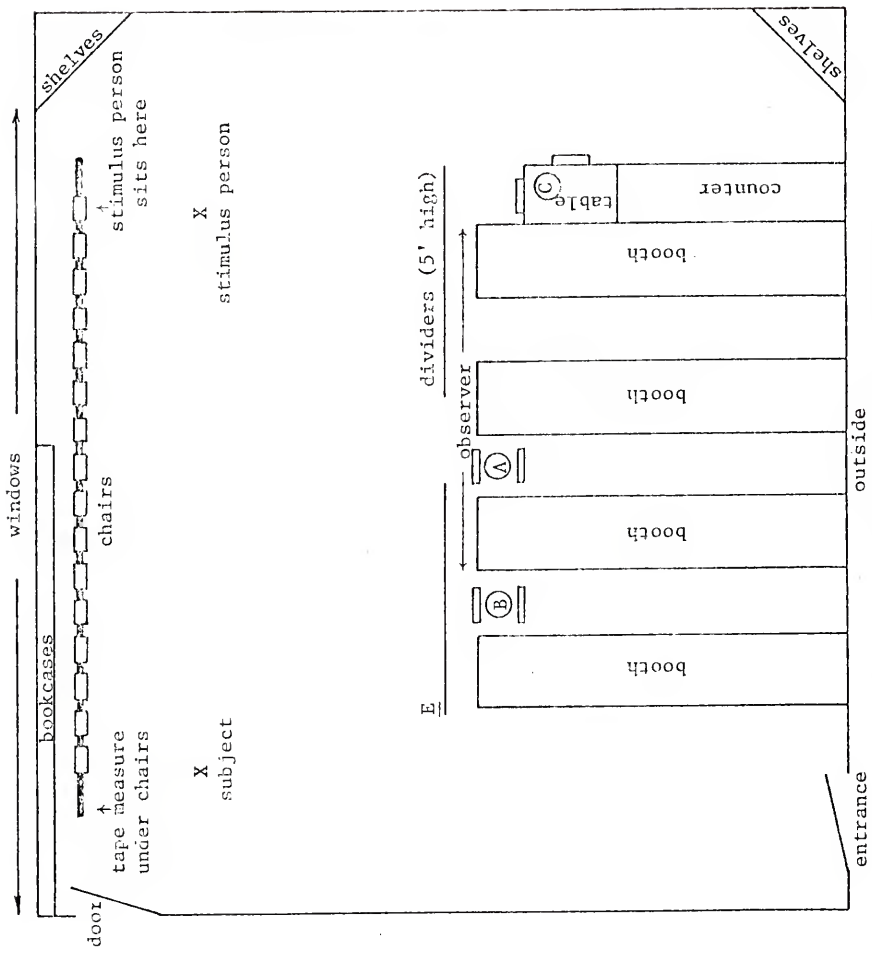 windows
shelves
bookcases
door
↑
tape measure
under chairs
chairs
↑
stimulus person
sits here
X
subject
X
stimulus person
shelves
dividers (5' high)
observer
E
A
B
C
table
counter
booth
booth
booth
booth
entrance
outside